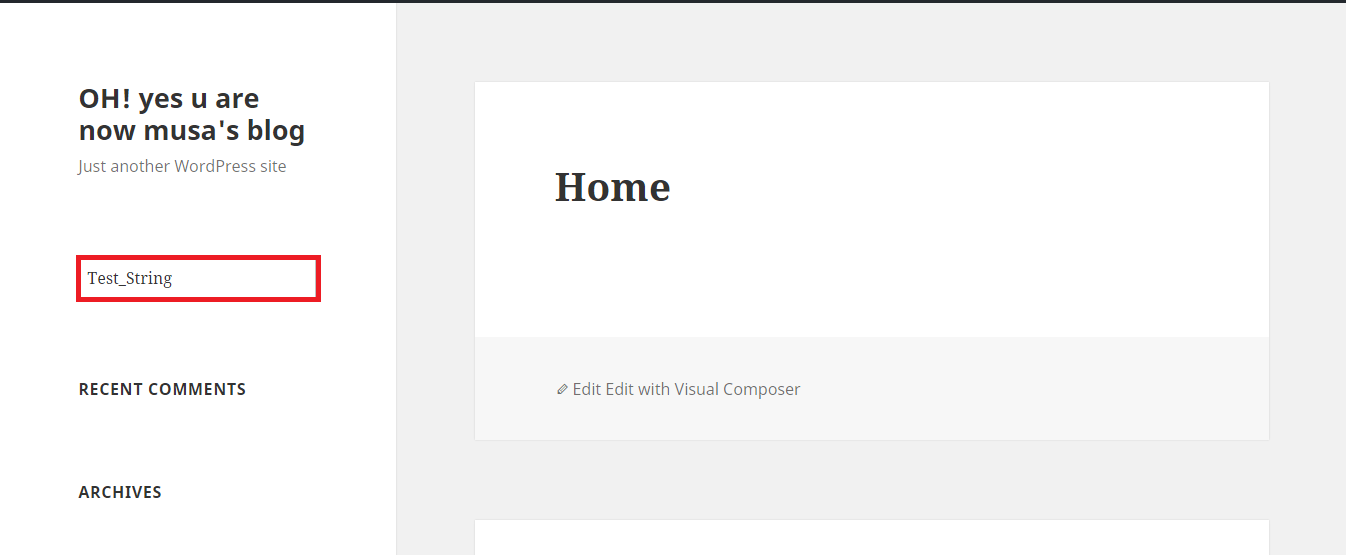 OH! yes u are
now musa's blog
Just another WordPress site
Test_String
RECENT COMMENTS
ARCHIVES
Home
Edit Edit with Visual Composer